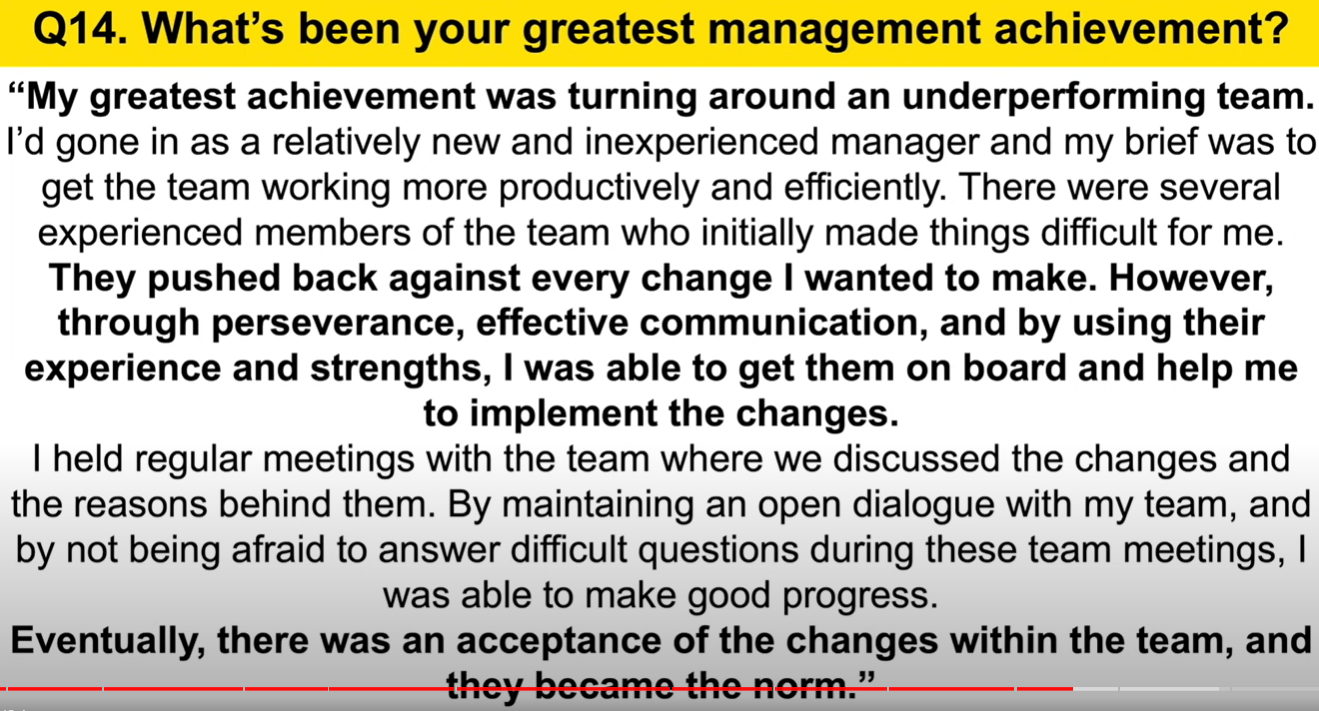 Q14. What's been your greatest management achievement?
“My greatest achievement was turning around an underperforming team.
I'd gone in as a relatively new and inexperienced manager and my brief was to
get the team working more productively and efficiently. There were several
experienced members of the team who initially made things difficult for me.
They pushed back against every change I wanted to make. However,
through perseverance, effective communication, and by using their
experience and strengths, I was able to get them on board and help me
to implement the changes.
I held regular meetings with the team where we discussed the changes and
the reasons behind them. By maintaining an open dialogue with my team, and
by not being afraid to answer difficult questions during these team meetings, I
was able to make good progress.
Eventually, there was an acceptance of the changes within the team, and
they became the norm.”